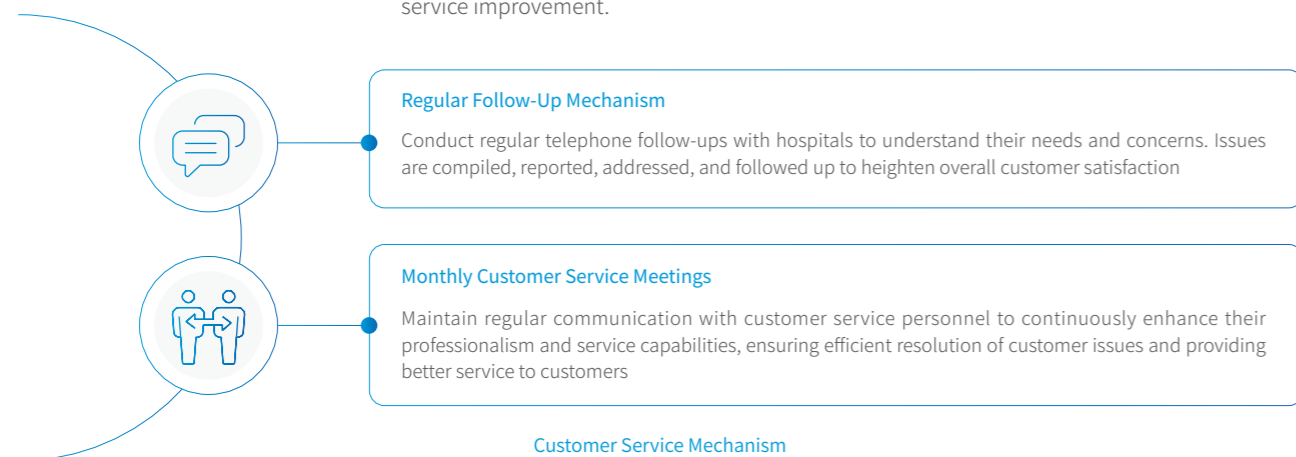 service improvement.
Regular Follow-Up Mechanism
Conduct regular telephone follow-ups with hospitals to understand their needs and concerns. Issues
are compiled, reported, addressed, and followed up to heighten overall customer satisfaction
Monthly Customer Service Meetings
Maintain regular communication with customer service personnel to continuously enhance their
professionalism and service capabilities, ensuring efficient resolution of customer issues and providing
better service to customers
Customer Service Mechanism